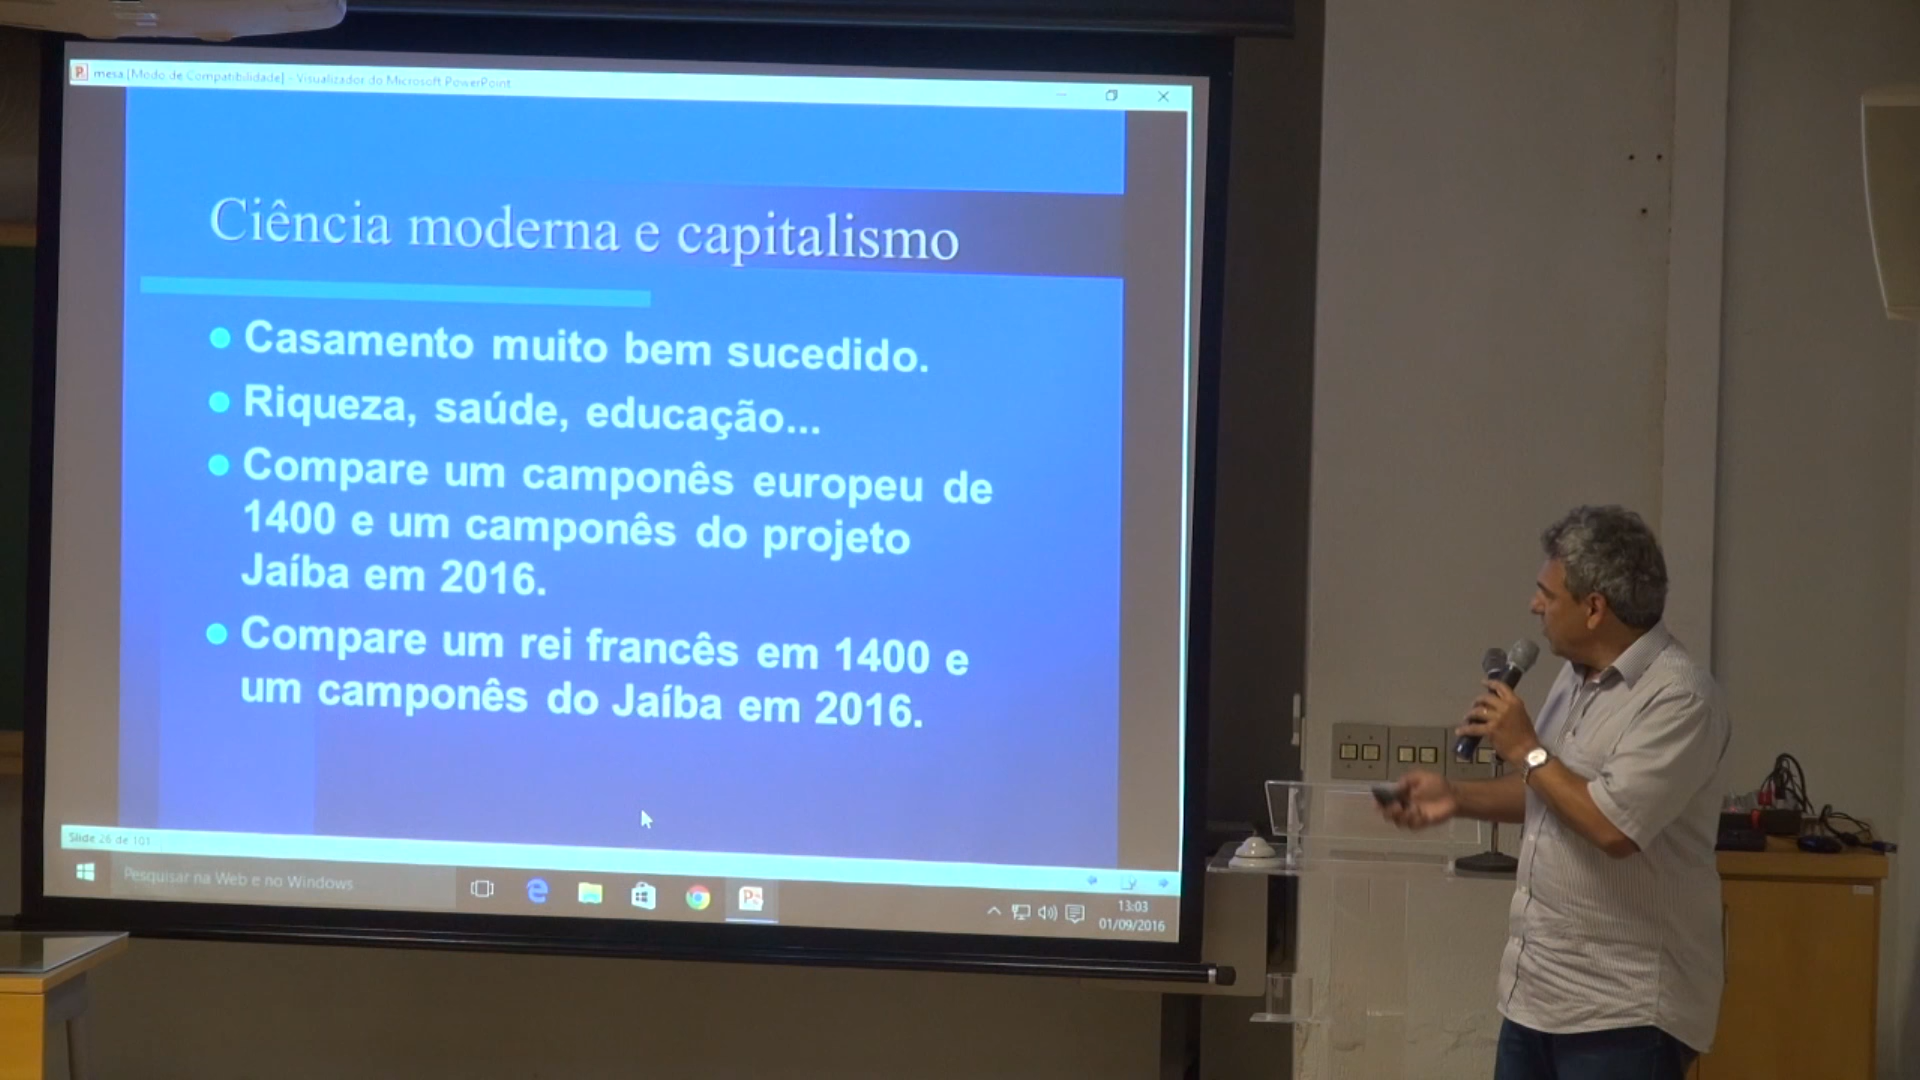 mesa [Modo de Compatibilidade] - Visualizador do Microsoft PowerPoint
Ciência moderna e capitalismo
Casamento muito bem sucedido.
Riqueza, saúde, educação...
Compare um camponês europeu de
1400 e um camponês do projeto
Jaíba em 2016.
Compare um rei francês em 1400 e
um camponês do Jaíba em 2016.
Slide 26 de 101
Pesquisar na Web e no Windows
13:03
01/09/2016